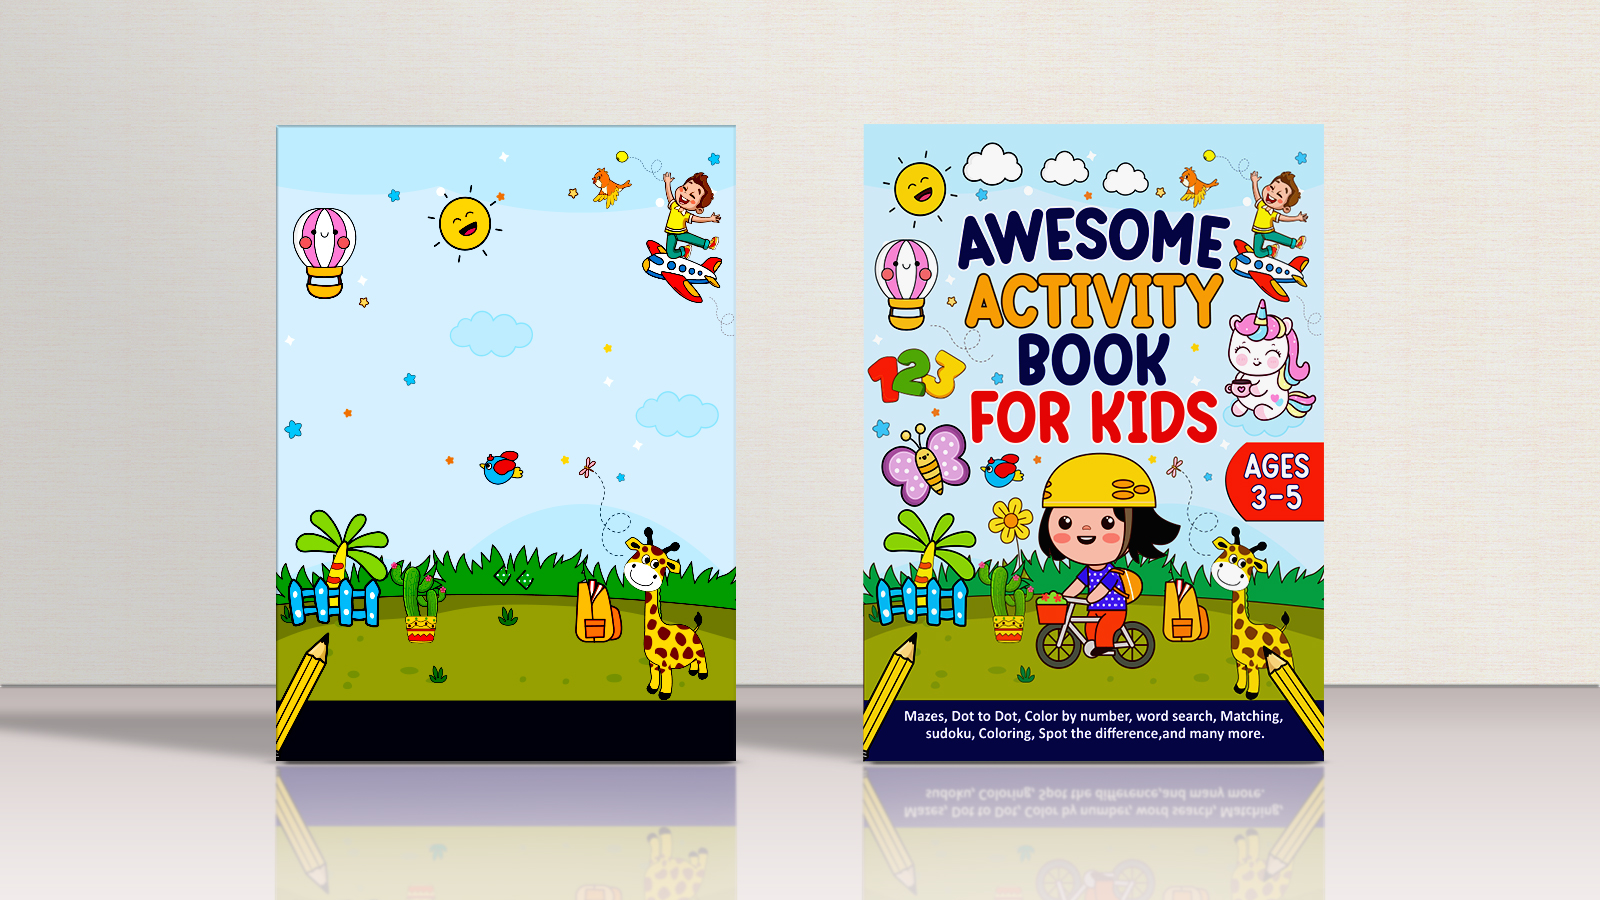 AWESOME
ACTIVITY
BOOK
FOR KIDS
123
AGES
3-5
Mazes, Dot to Dot, Color by number, word search, Matching,
sudoku, Coloring, Spot the difference,and many more.